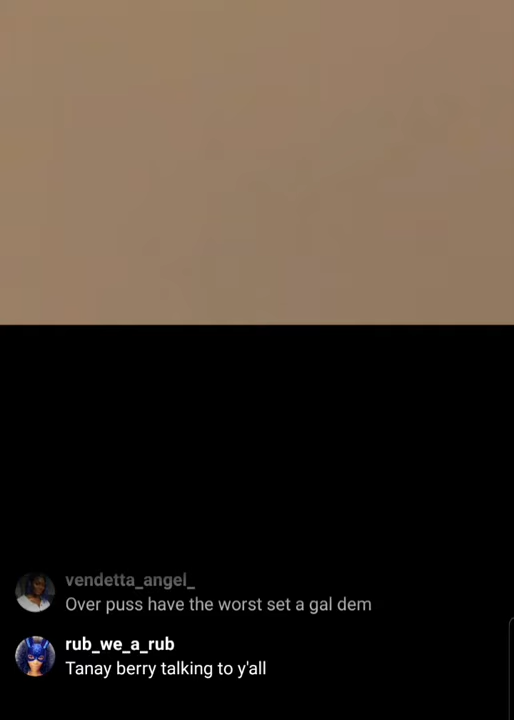 vendetta_angel_
Over puss have the worst set a gal dem
rub_we_a_rub
Tanay berry talking to y'all